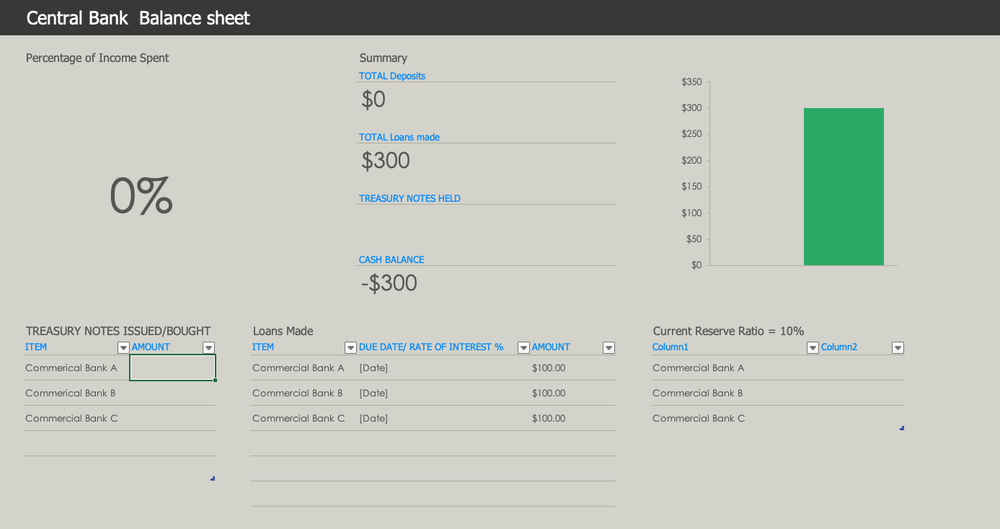 Central Bank  Balance sheet
Percentage of Income Spent
0%
Summary
TOTAL Deposits
$0
TOTAL Loans made
$300
TREASURY NOTES HELD
CASH BALANCE
-$300
$350
$300
$250
$200
$150
$100
$50
$0
TREASURY NOTES ISSUED/BOUGHT
ITEM AMOUNT
Commerical Bank A
Commerical Bank B
Commercial Bank C
Loans Made
ITEM DUE DATE/ RATE OF INTEREST % AMOUNT
Commercial Bank A [Date] $100.00
Commercial Bank B [Date] $100.00
Commercial Bank C [Date] $100.00
Current Reserve Ratio = 10%
Column1 Column2
Commercial Bank A
Commercial Bank B
Commercial Bank C